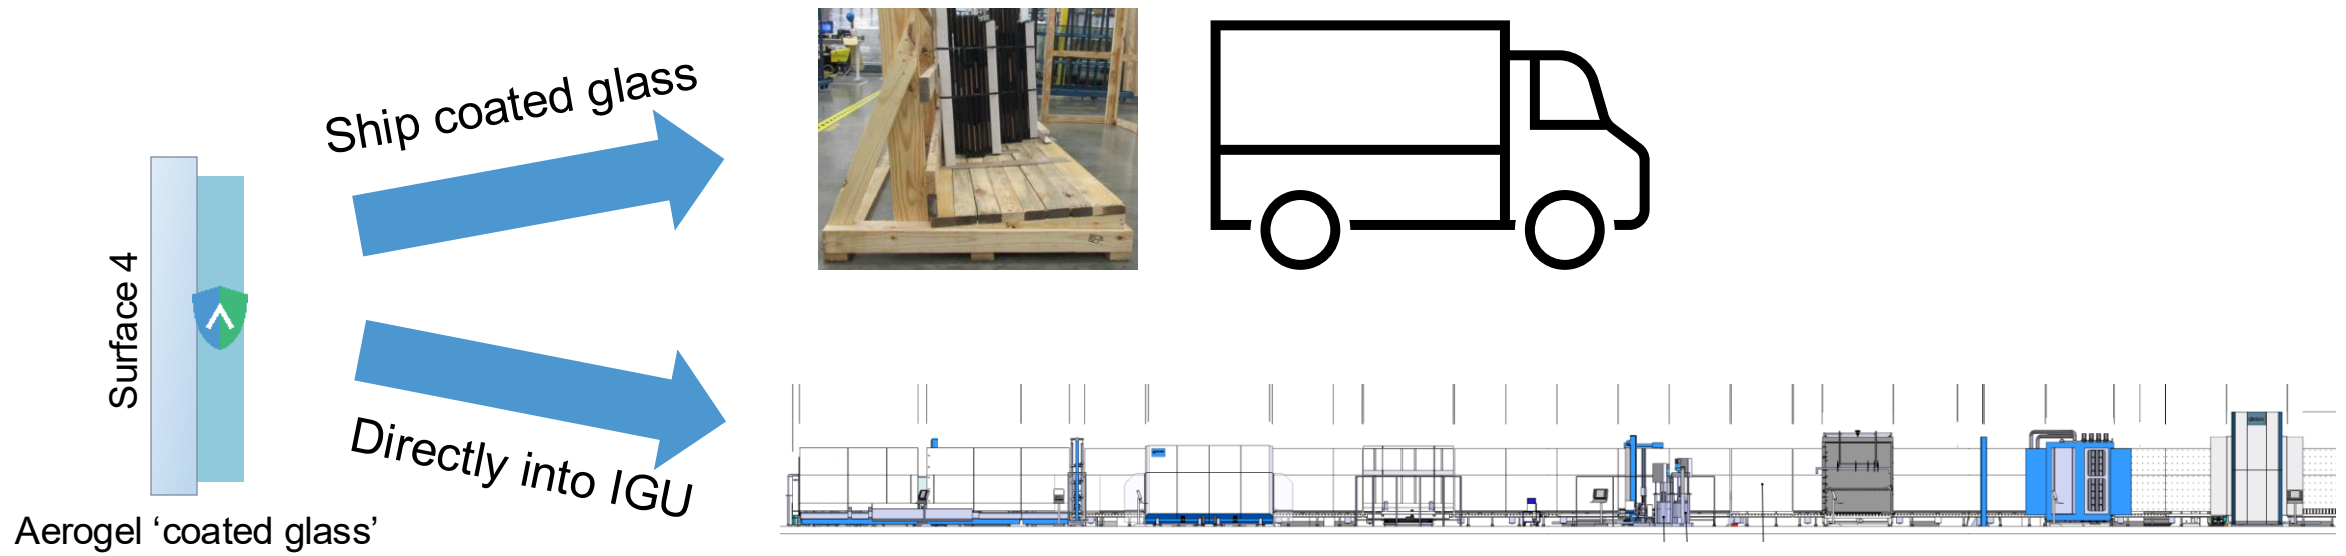 Ship coated glass
Surface 4
Directly into IGU
Aerogel ‘coated glass’